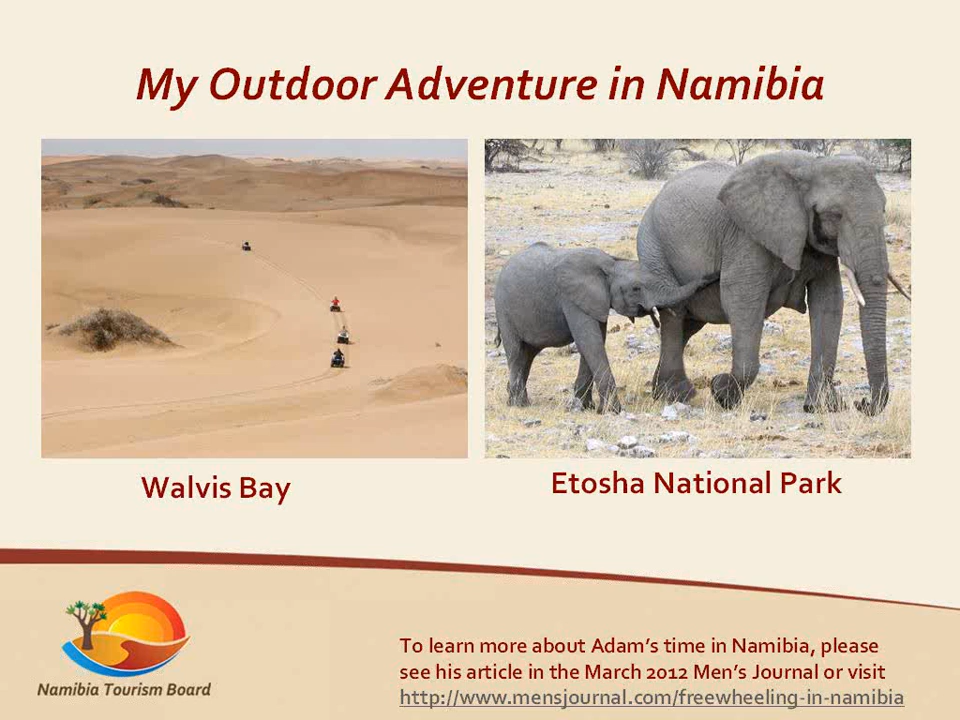 My Outdoor Adventure in Namibia
Walvis Bay
Etosha National Park
Namibia Tourism Board
To learn more about Adam’s time in Namibia, please
see his article in the March 2012 Men’s Journal or visit
http://www.mensjournal.com/freewheeling-in-namibia